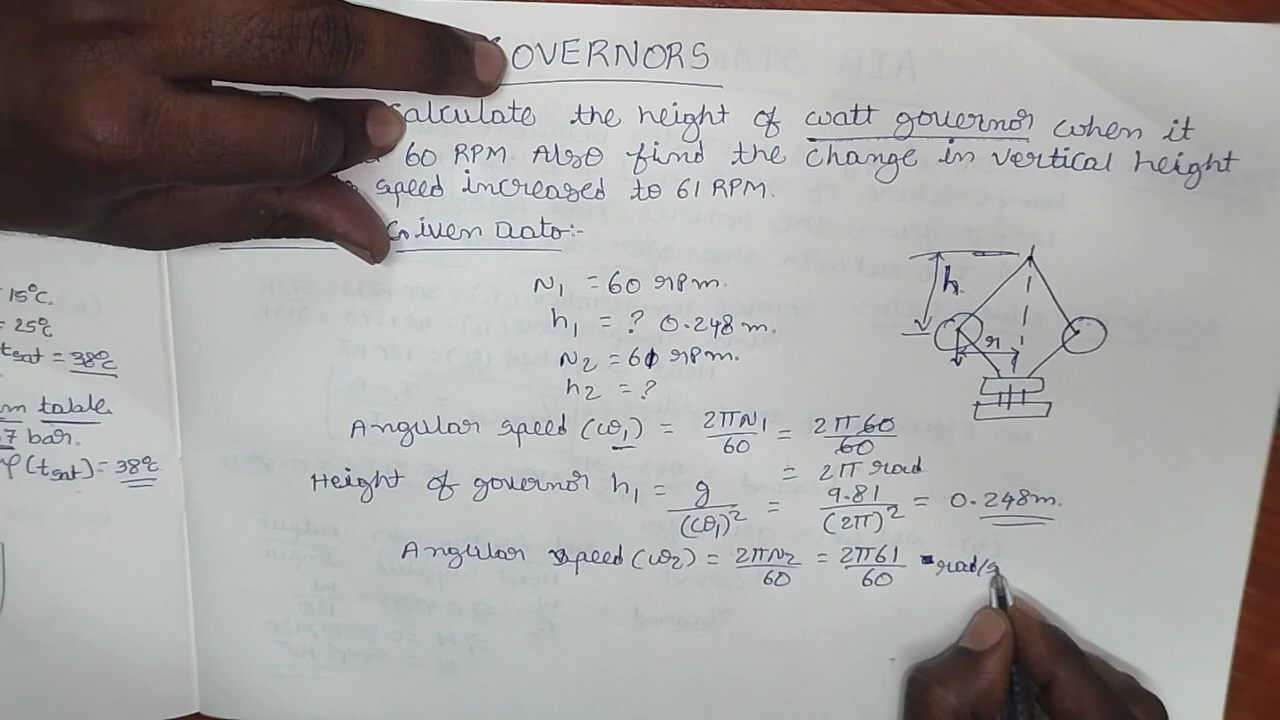 GOVERNORS
calculate the height of watt governor when it
60 RPM. Also find the change in vertical height
speed increased to 61 RPM.
Given Data:-
N1 = 60 rpm.
h1 = ? 0.248 m.
N2 = 61 rpm.
h2 = ?
h.
r
Angular speed (ω1) = 2πN1/60 = 2π60/60
= 2π rad
Height of governor h1 = g/(ω1)² = 9.81/(2π)² = 0.248m.
Angular speed (ω2) = 2πN2/60 = 2π61/60 rad/s
= 15°C.
= 25°C
tsat = 38°C
table.
7 bar.
(tsat) = 38°C